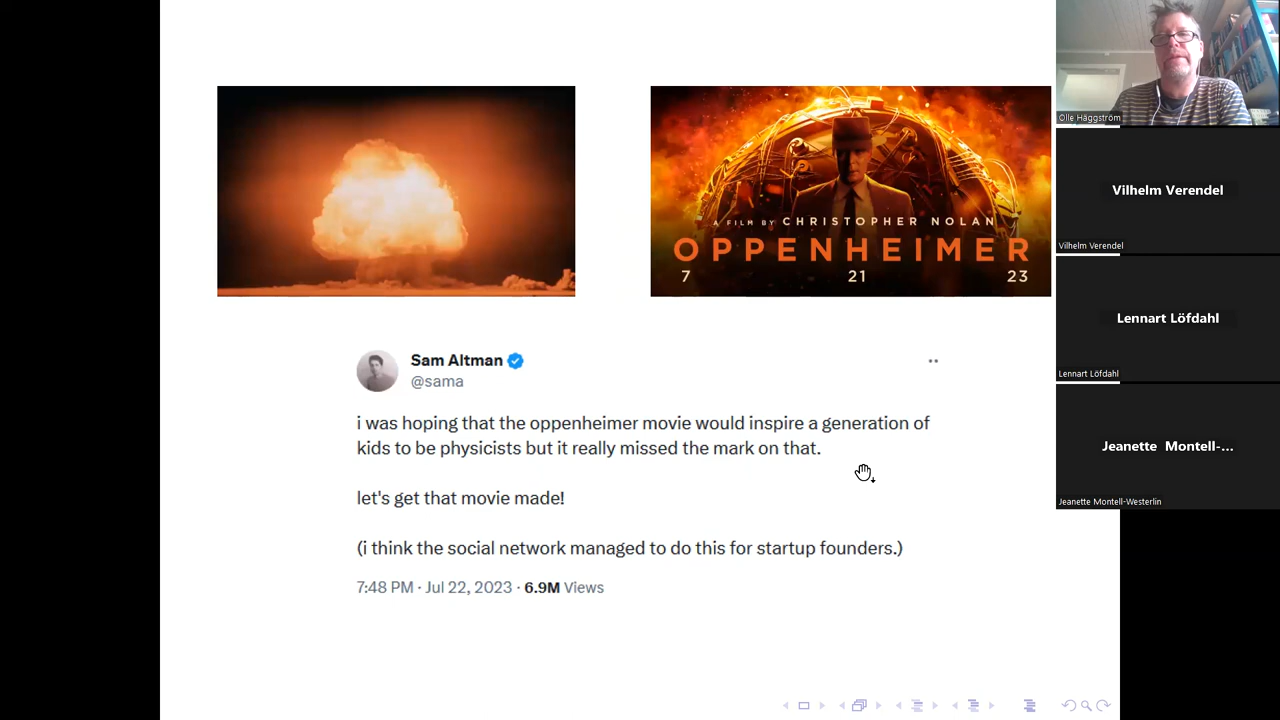 A FILM BY CHRISTOPHER NOLAN
OPPENHEIMER
7 21 23
Sam Altman
@sama
i was hoping that the oppenheimer movie would inspire a generation of
kids to be physicists but it really missed the mark on that.
let's get that movie made!
(i think the social network managed to do this for startup founders.)
7:48 PM · Jul 22, 2023 · 6.9M Views
Olle Häggström
Vilhelm Verendel
Vilhelm Verendel
Lennart Löfdahl
Lennart Löfdahl
Jeanette Montell-...
Jeanette Montell-Westerlin